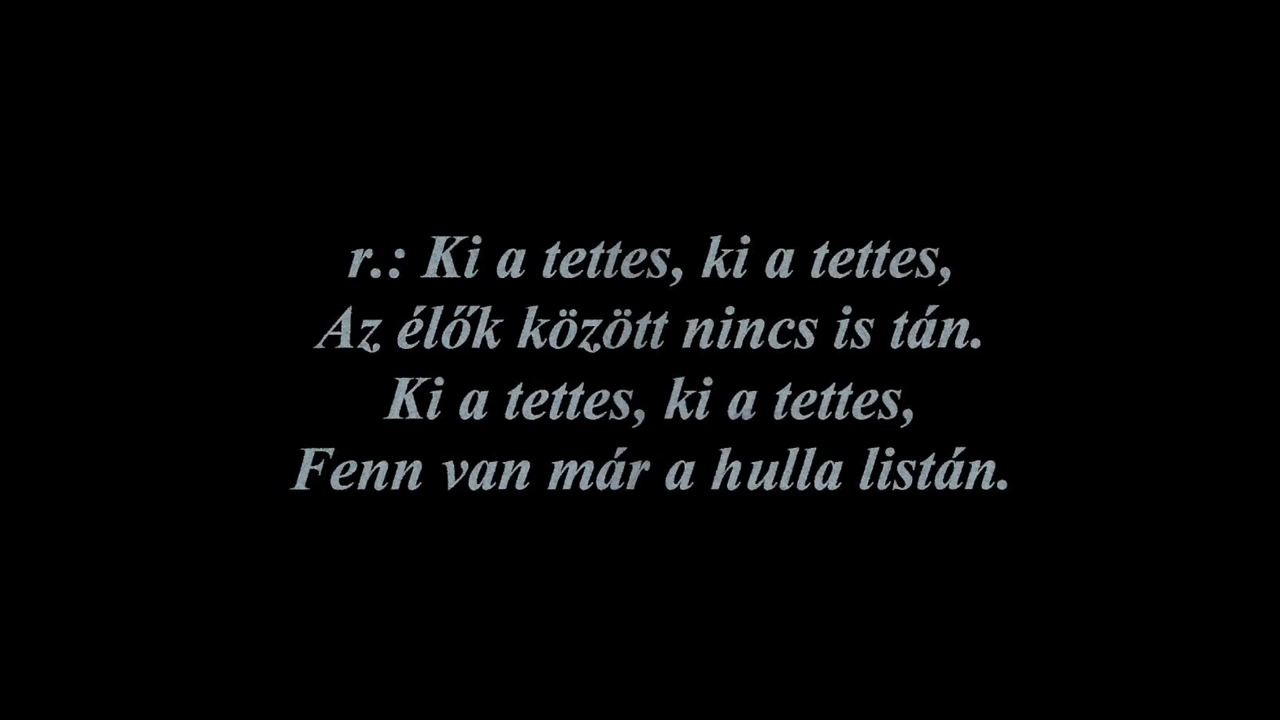 r.: Ki a tettes, ki a tettes,
Az élők között nincs is tán.
Ki a tettes, ki a tettes,
Fenn van már a hulla listán.